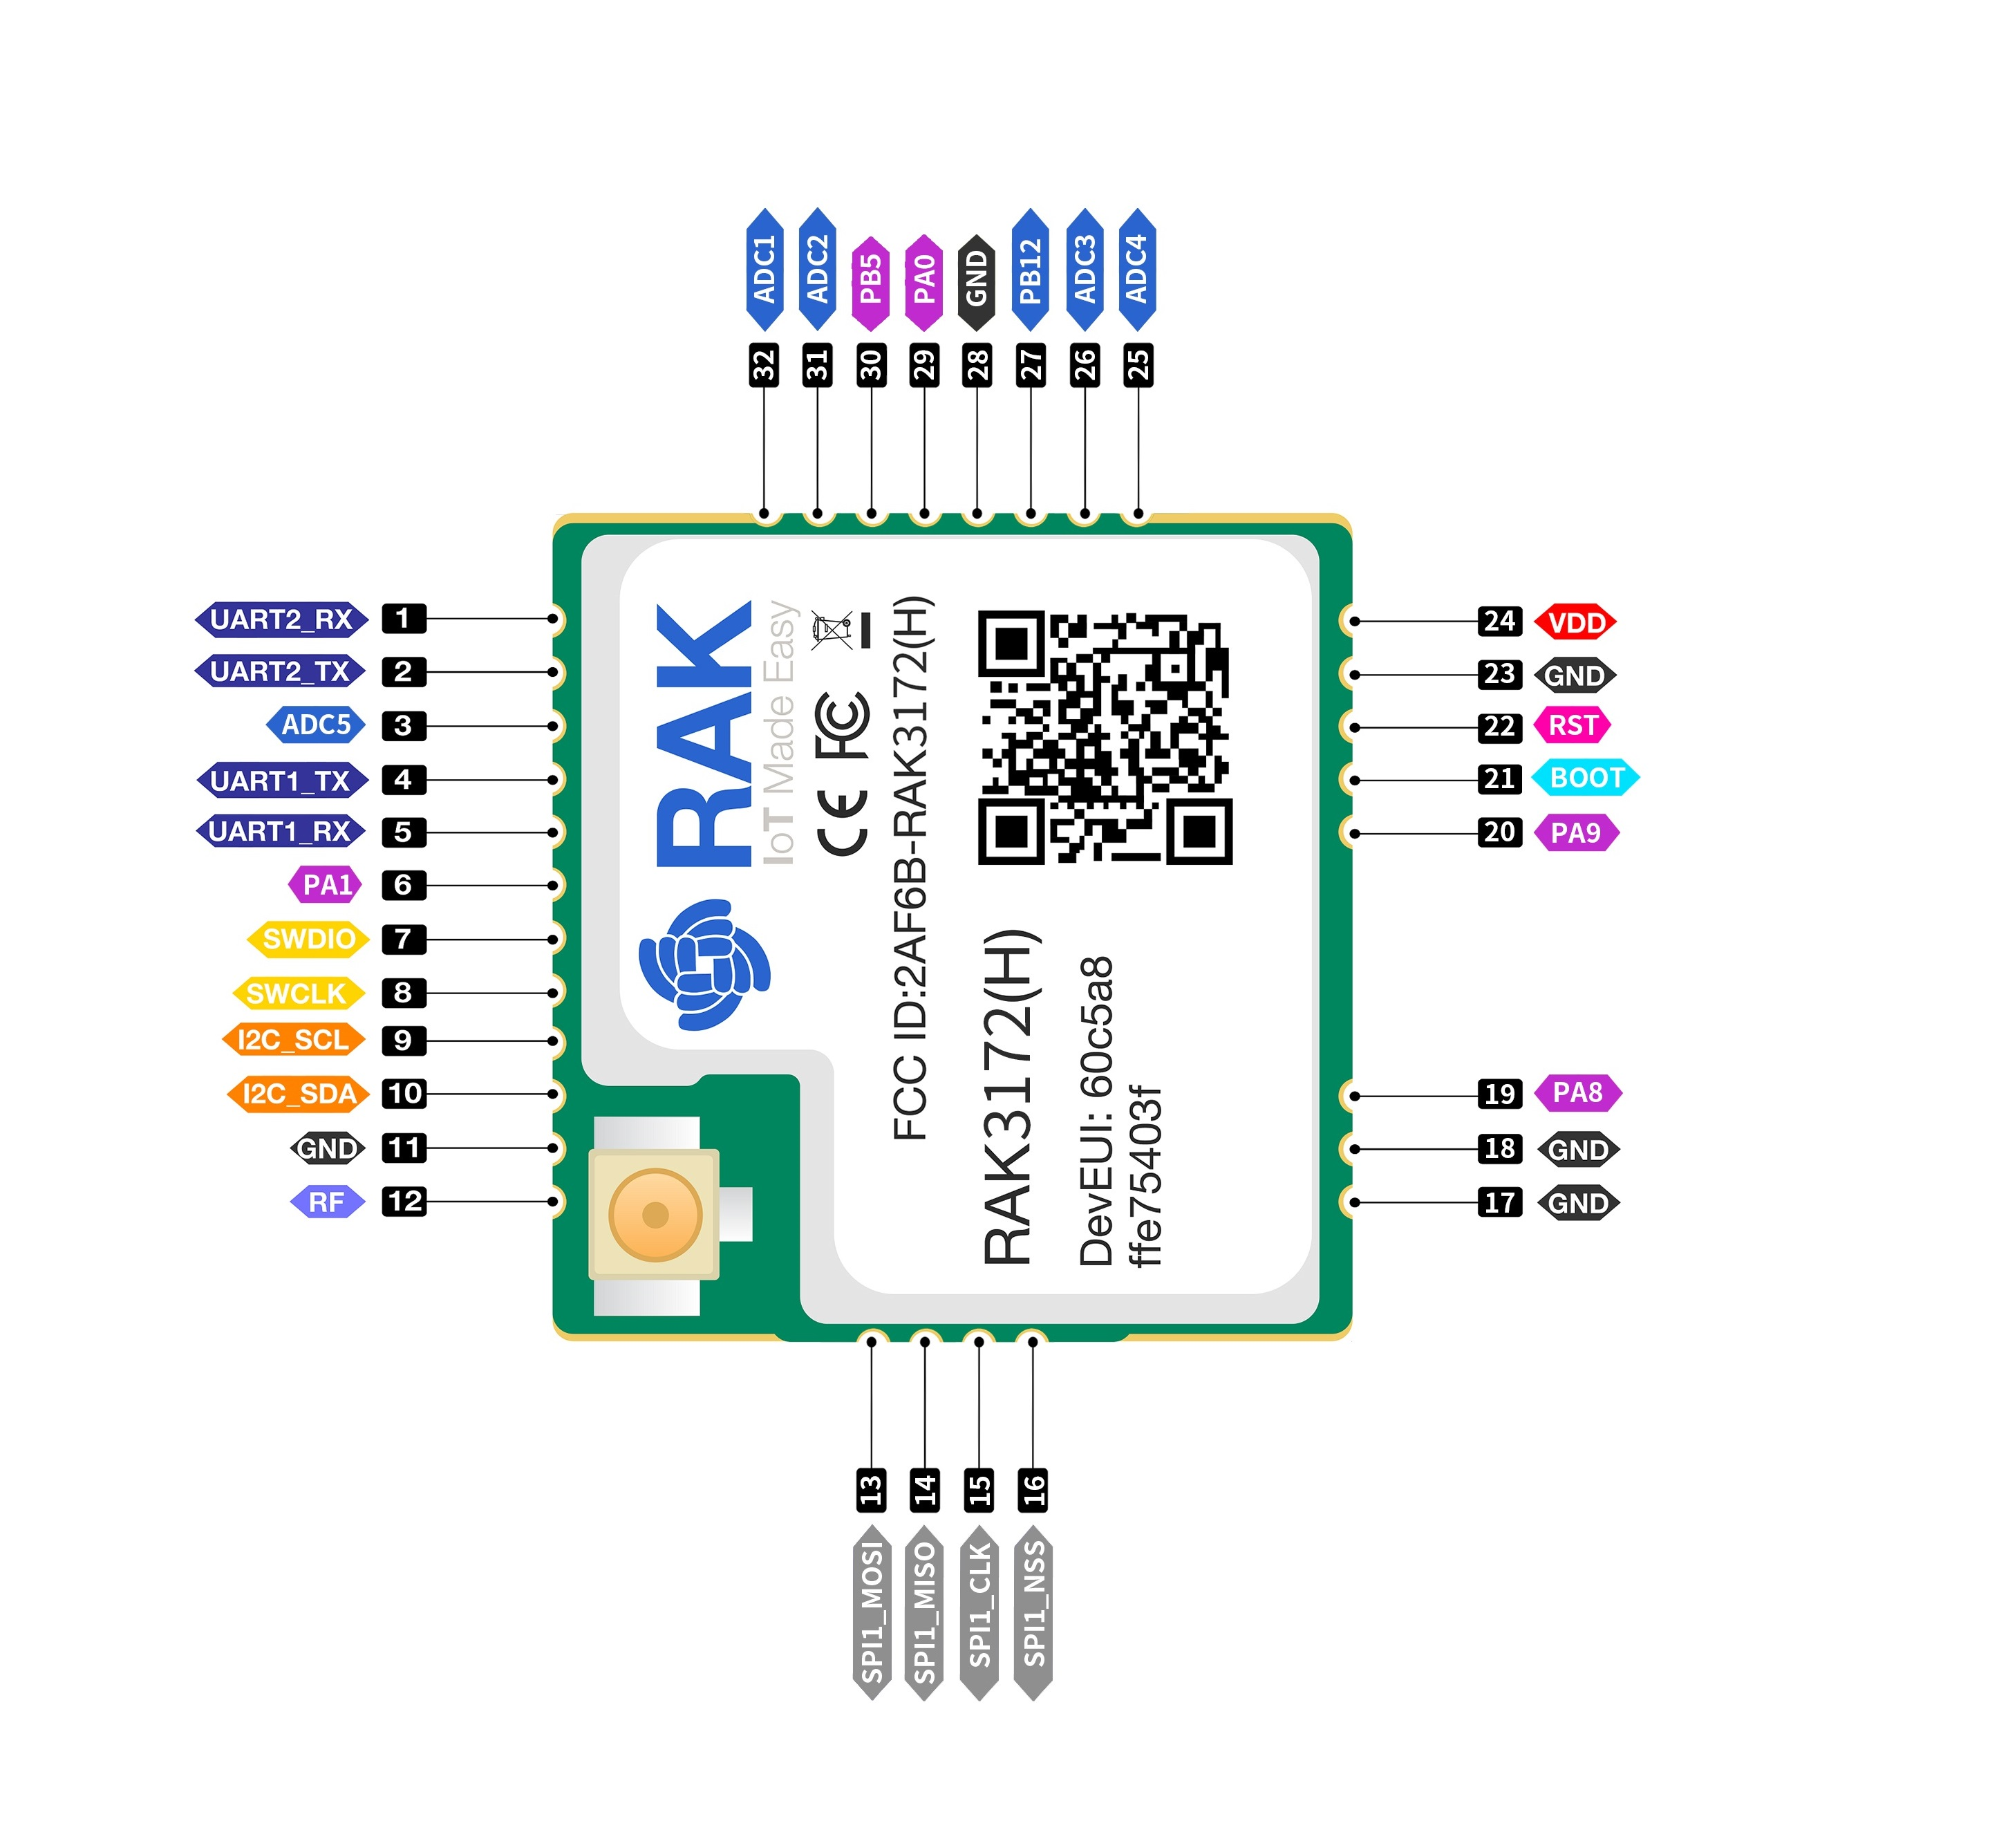 ADC1 ADC2 PB5 PA0 GND PB12 ADC3 ADC4
32 31 30 29 28 27 26 25
UART2_RX 1
UART2_TX 2
ADC5 3
UART1_TX 4
UART1_RX 5
PA1 6
SWDIO 7
SWCLK 8
I2C_SCL 9
I2C_SDA 10
GND 11
RF 12
RAK
IoT Made Easy
CE FC
FCC ID:2AF6B-RAK3172(H)
RAK3172(H)
DevEUI: 60c5a8
ffe75403f
24 VDD
23 GND
22 RST
21 BOOT
20 PA9
19 PA8
18 GND
17 GND
13 14 15 16
SPI1_MOSI SPI1_MISO SPI1_CLK SPI1_NSS